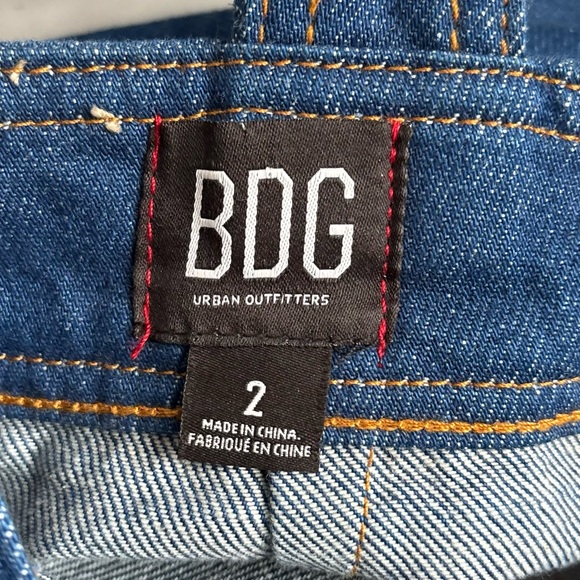 BDG
URBAN OUTFITTERS
2
MADE IN CHINA.
FABRIQUÉ EN CHINE